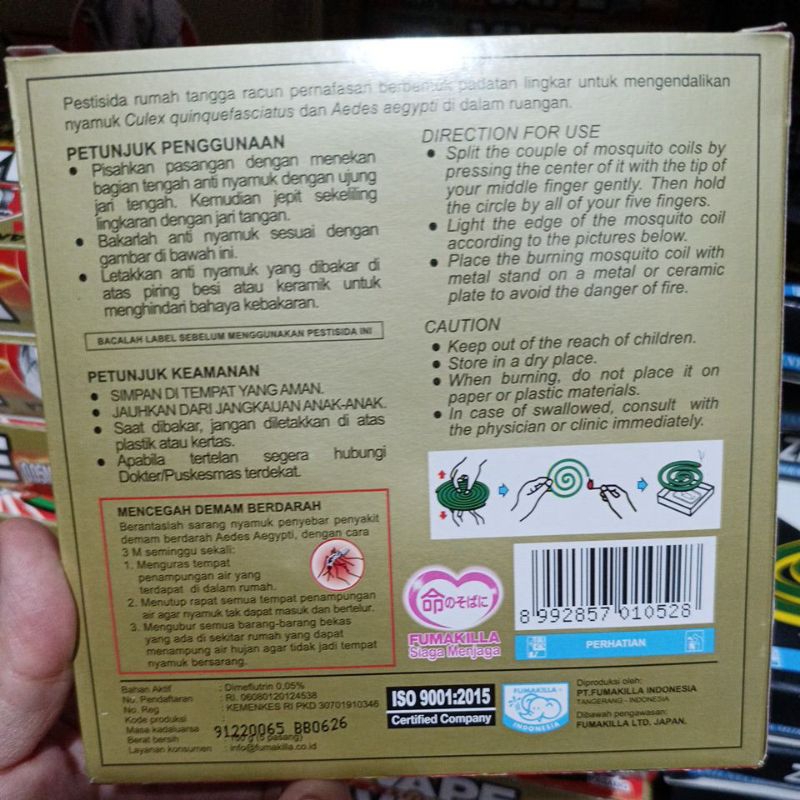 Pestisida rumah tangga racun pernafasan berbentuk padatan lingkar untuk mengendalikan
nyamuk Culex quinquefasciatus dan Aedes aegypti di dalam ruangan.
PETUNJUK PENGGUNAAN
• Pisahkan pasangan dengan menekan
bagian tengah anti nyamuk dengan ujung
jari tengah. Kemudian jepit sekeliling
lingkaran dengan jari tangan.
• Bakarlah anti nyamuk sesuai dengan
gambar di bawah ini.
• Letakkan anti nyamuk yang dibakar di
atas piring besi atau keramik untuk
menghindari bahaya kebakaran.
BACALAH LABEL SEBELUM MENGGUNAKAN PESTISIDA INI
PETUNJUK KEAMANAN
• SIMPAN DI TEMPAT YANG AMAN.
• JAUHKAN DARI JANGKAUAN ANAK-ANAK.
• Saat dibakar, jangan diletakkan di atas
plastik atau kertas.
• Apabila tertelan segera hubungi
Dokter/Puskesmas terdekat.
MENCEGAH DEMAM BERDARAH
Berantaslah sarang nyamuk penyebar penyakit
demam berdarah Aedes Aegypti, dengan cara
3 M seminggu sekali:
1. Menguras tempat
penampungan air yang
terdapat di dalam rumah.
2. Menutup rapat semua tempat penampungan
air agar nyamuk tak dapat masuk dan bertelur.
3. Mengubur semua barang-barang bekas
yang ada di sekitar rumah yang dapat
menampung air hujan agar tidak jadi tempat
nyamuk bersarang.
DIRECTION FOR USE
• Split the couple of mosquito coils by
pressing the center of it with the tip of
your middle finger gently. Then hold
the circle by all of your five fingers.
• Light the edge of the mosquito coil
according to the pictures below.
• Place the burning mosquito coil with
metal stand on a metal or ceramic
plate to avoid the danger of fire.
CAUTION
• Keep out of the reach of children.
• Store in a dry place.
• When burning, do not place it on
paper or plastic materials.
• In case of swallowed, consult with
the physician or clinic immediately.
命のそばに
FUMAKILLA
Siaga Menjaga
8 992857 010528
PERHATIAN
Bahan Aktif : Dimeflutrin 0,05%
Nu. Pendaftaran : RI. 06080120124538
No. Reg : KEMENKES RI PKD 30701910346
Kode produksi :
Masa kadaluarsa
91220065 BB0626
Berat bersih : 150 g (5 pasang)
Layanan konsumen : info@fumakilla.co.id
ISO 9001:2015
Certified Company
FUMAKILLA
INDONESIA
Diproduksi oleh:
PT.FUMAKILLA INDONESIA
TANGERANG - INDONESIA
Dibawah pengawasan:
FUMAKILLA LTD. JAPAN.